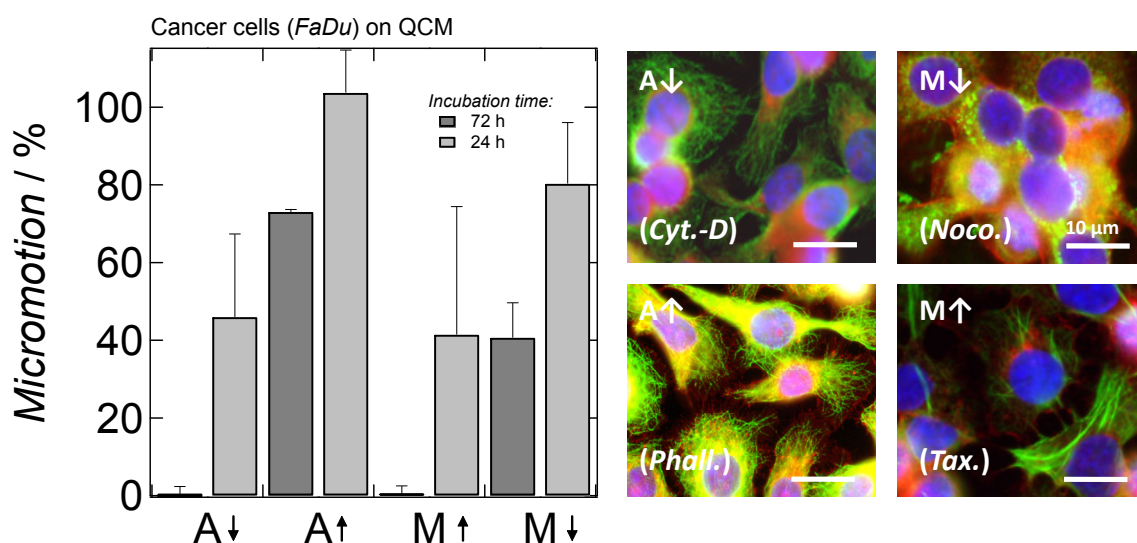 Cancer cells (FaDu) on QCM
Micromotion / %
100
80
60
40
20
0
Incubation time:
72 h
24 h
A↓
A↑
M↑
M↓
A↓
(Cyt.-D)
M↓
(Noco.)
10 µm
A↑
(Phall.)
M↑
(Tax.)